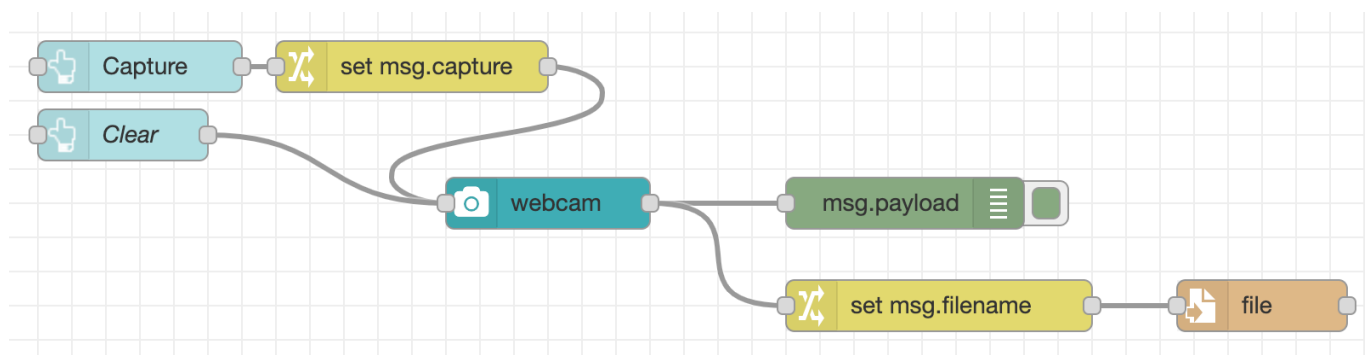 Capture
set msg.capture
Clear
webcam
msg.payload
set msg.filename
file